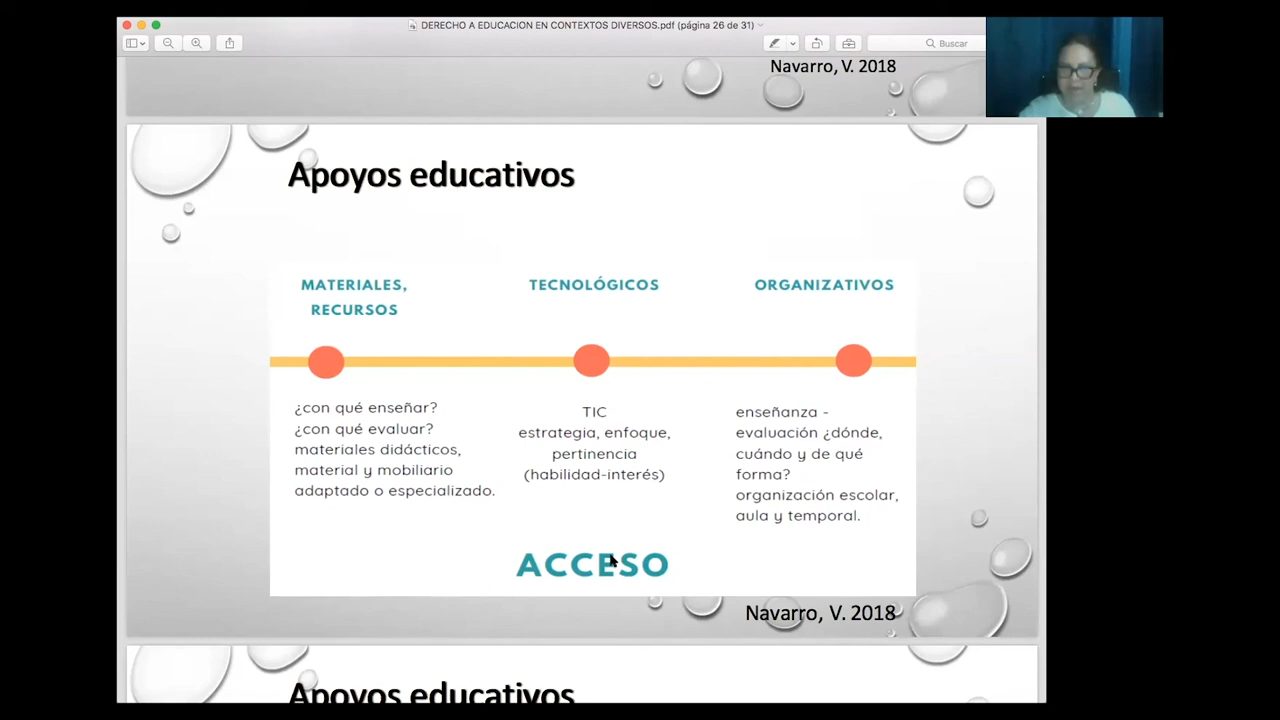 DERECHO A EDUCACION EN CONTEXTOS DIVERSOS.pdf (página 26 de 31)
Buscar
Navarro, V. 2018
Apoyos educativos
MATERIALES,
RECURSOS
TECNOLÓGICOS
ORGANIZATIVOS
¿con qué enseñar?
¿con qué evaluar?
materiales didácticos,
material y mobiliario
adaptado o especializado.
TIC
estrategia, enfoque,
pertinencia
(habilidad-interés)
enseñanza -
evaluación ¿dónde,
cuándo y de qué
forma?
organización escolar,
aula y temporal.
ACCESO
Navarro, V. 2018
Apoyos educativos